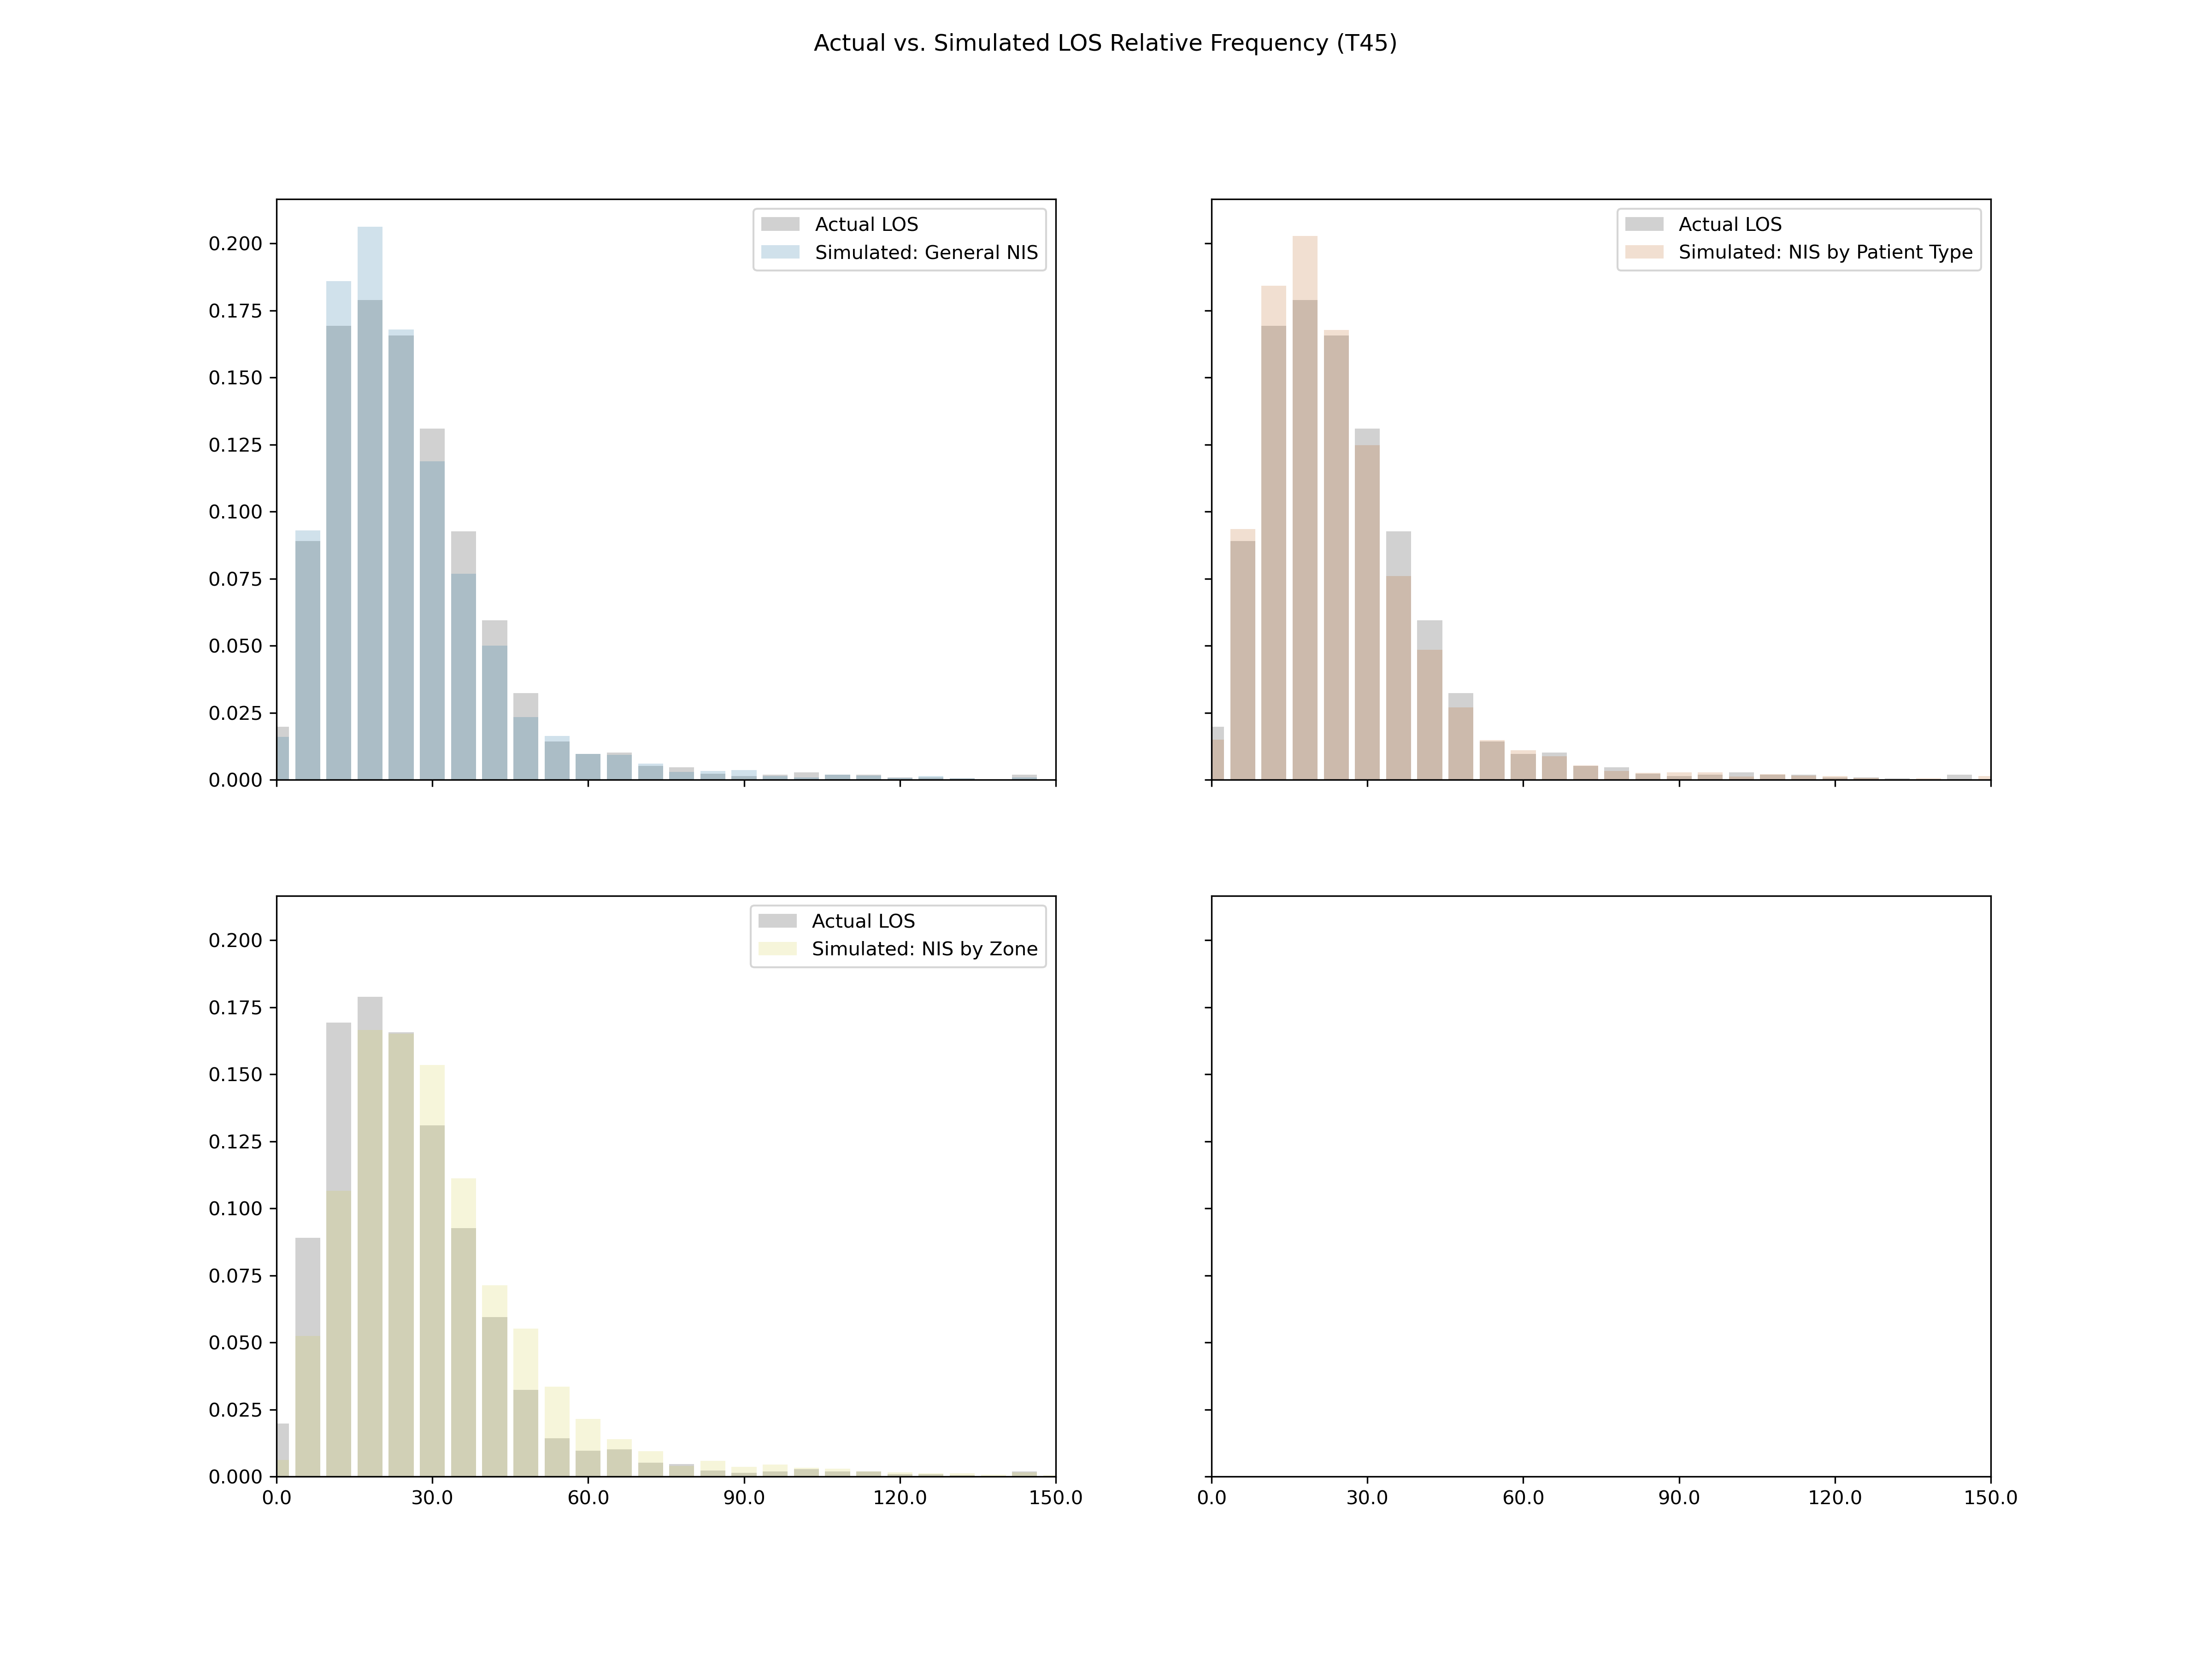 Actual vs. Simulated LOS Relative Frequency (T45)
0.200
0.175
0.150
0.125
0.100
0.075
0.050
0.025
0.000
Actual LOS
Simulated: General NIS
Actual LOS
Simulated: NIS by Patient Type
0.200
0.175
0.150
0.125
0.100
0.075
0.050
0.025
0.000
Actual LOS
Simulated: NIS by Zone
0.0 30.0 60.0 90.0 120.0 150.0
0.0 30.0 60.0 90.0 120.0 150.0